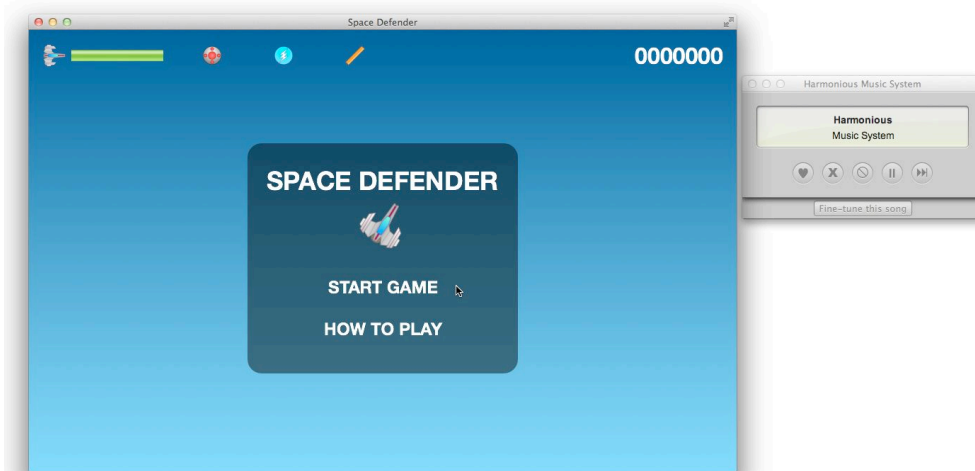 Space Defender
0000000
Harmonious Music System
Harmonious
Music System
SPACE DEFENDER
Fine-tune this song
START GAME
HOW TO PLAY